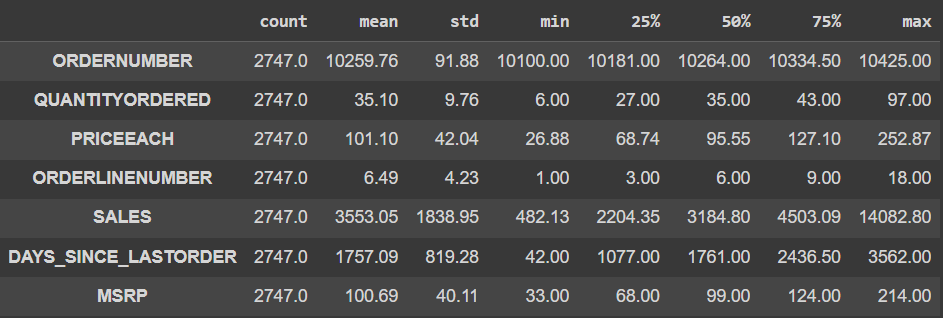 count mean std min 25% 50% 75% max
ORDERNUMBER 2747.0 10259.76 91.88 10100.00 10181.00 10264.00 10334.50 10425.00
QUANTITYORDERED 2747.0 35.10 9.76 6.00 27.00 35.00 43.00 97.00
PRICEEACH 2747.0 101.10 42.04 26.88 68.74 95.55 127.10 252.87
ORDERLINENUMBER 2747.0 6.49 4.23 1.00 3.00 6.00 9.00 18.00
SALES 2747.0 3553.05 1838.95 482.13 2204.35 3184.80 4503.09 14082.80
DAYS_SINCE_LASTORDER 2747.0 1757.09 819.28 42.00 1077.00 1761.00 2436.50 3562.00
MSRP 2747.0 100.69 40.11 33.00 68.00 99.00 124.00 214.00